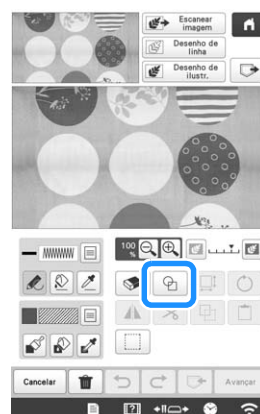 Escanear
imagem
Desenho de
linha
Desenho de
ilustr.
100
%
Cancelar
Avançar
?